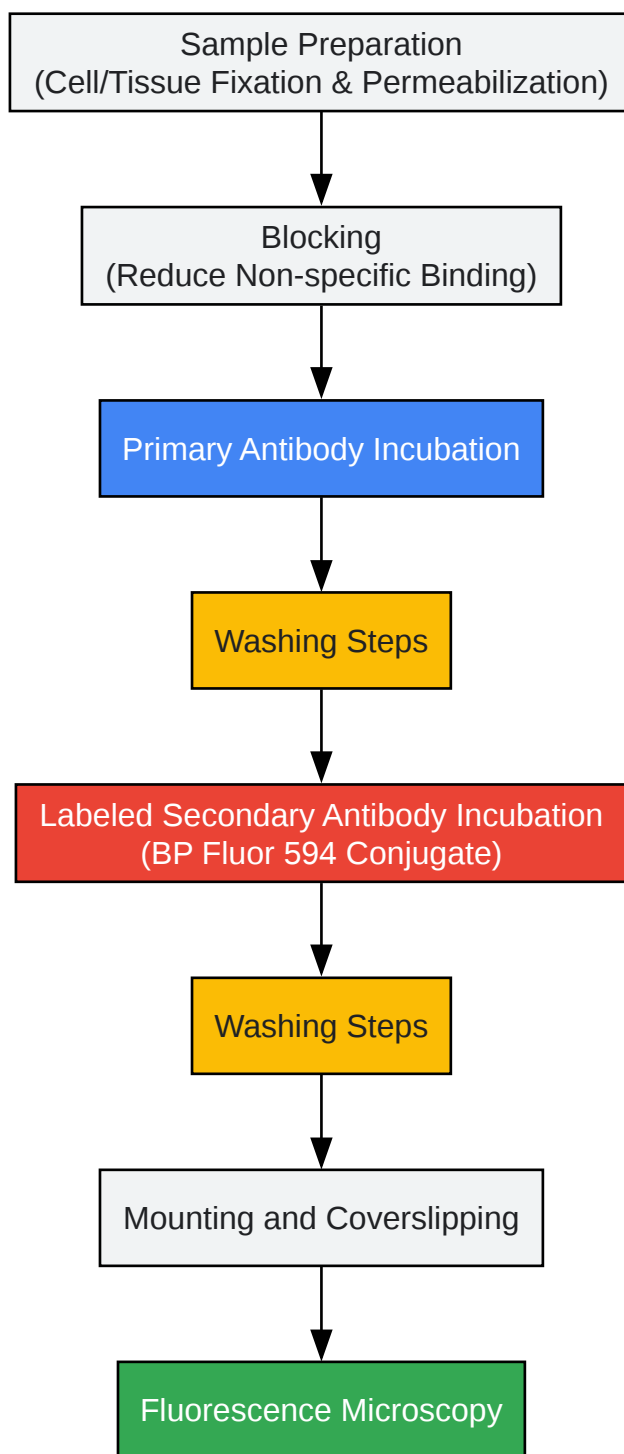 Sample Preparation
(Cell/Tissue Fixation & Permeabilization)
Blocking
(Reduce Non-specific Binding)
Primary Antibody Incubation
Washing Steps
Labeled Secondary Antibody Incubation
(BP Fluor 594 Conjugate)
Washing Steps
Mounting and Coverslipping
Fluorescence Microscopy